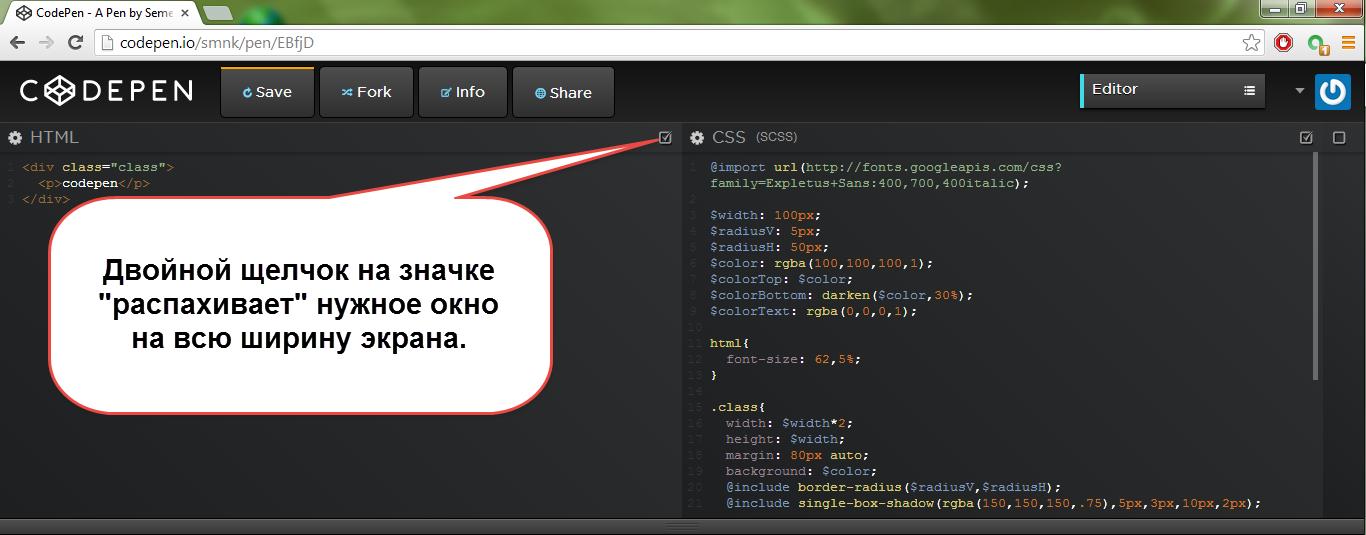 CodePen - A Pen by Seme
codepen.io/smnk/pen/EBfjD
1
CODEPEN
Save
Fork
Info
Share
Editor
HTML
1 <div class="class">
2 <p>codepen</p>
3 </div>
Двойной щелчок на значке
"распахивает" нужное окно
на всю ширину экрана.
CSS (SCSS)
1 @import url(http://fonts.googleapis.com/css?
family=Expletus+Sans:400,700,400italic);
2
3 $width: 100px;
4 $radiusV: 5px;
5 $radiusH: 50px;
6 $color: rgba(100,100,100,1);
7 $colorTop: $color;
8 $colorBottom: darken($color,30%);
9 $colorText: rgba(0,0,0,1);
10
11 html{
12 font-size: 62,5%;
13 }
14
15 .class{
16 width: $width*2;
17 height: $width;
18 margin: 80px auto;
19 background: $color;
20 @include border-radius($radiusV,$radiusH);
21 @include single-box-shadow(rgba(150,150,150,.75),5px,3px,10px,2px);